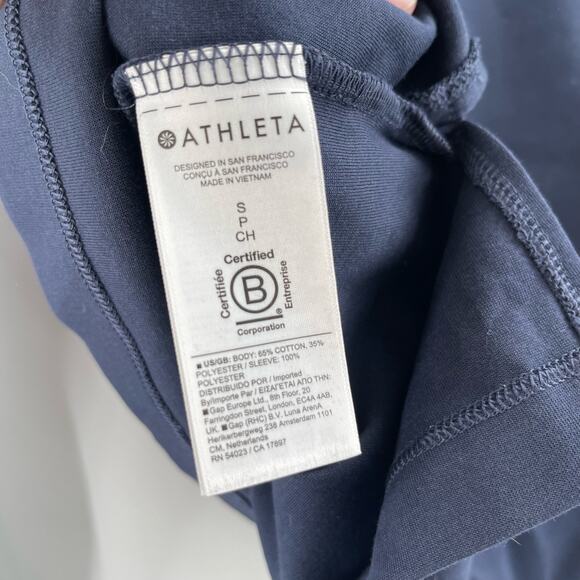 ATHLETA
DESIGNED IN SAN FRANCISCO
CONÇU À SAN FRANCISCO
MADE IN VIETNAM
S
P
CH
Certified
Certifiée
B
Entreprise
®
Corporation
US/GB: BODY: 65% COTTON, 35%
POLYESTER / SLEEVE: 100%
POLYESTER
DISTRIBUIDO POR / Imported
By/Importe Par / ΕΙΣΑΓΕΤΑΙ ΑΠΟ ΤΗΝ:
Gap Europe Ltd., 8th Floor, 20
Farringdon Street, London, EC4A 4AB,
UK, Gap (RHC) B.V. Luna ArenA
Herikerbergweg 238 Amsterdam 1101
CM, Netherlands
RN 54023 / CA 17897